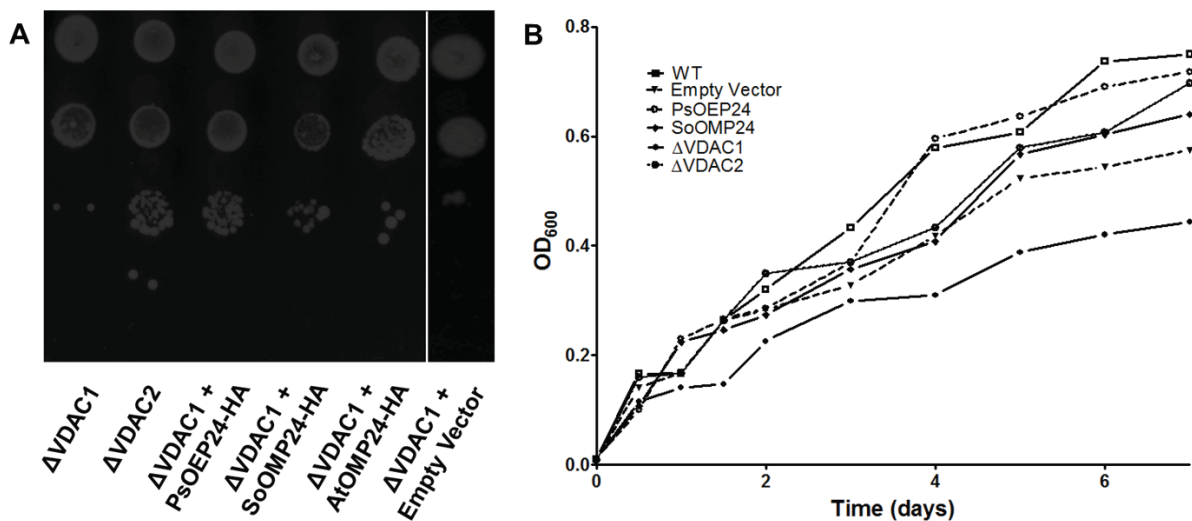 A
ΔVDAC1
ΔVDAC2
ΔVDAC1 +
PsOEP24-HA
ΔVDAC1 +
SoOMP24-HA
ΔVDAC1 +
AtOMP24-HA
ΔVDAC1 +
Empty Vector
B
WT
Empty Vector
PsOEP24
SoOMP24
ΔVDAC1
ΔVDAC2
OD600
0.8
0.6
0.4
0.2
0.0
0 2 4 6
Time (days)